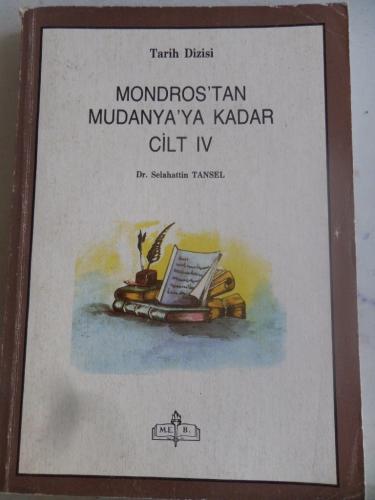 Tarih Dizisi
MONDROS'TAN
MUDANYA'YA KADAR
CİLT IV
Dr. Selahattin TANSEL
M.E. B.